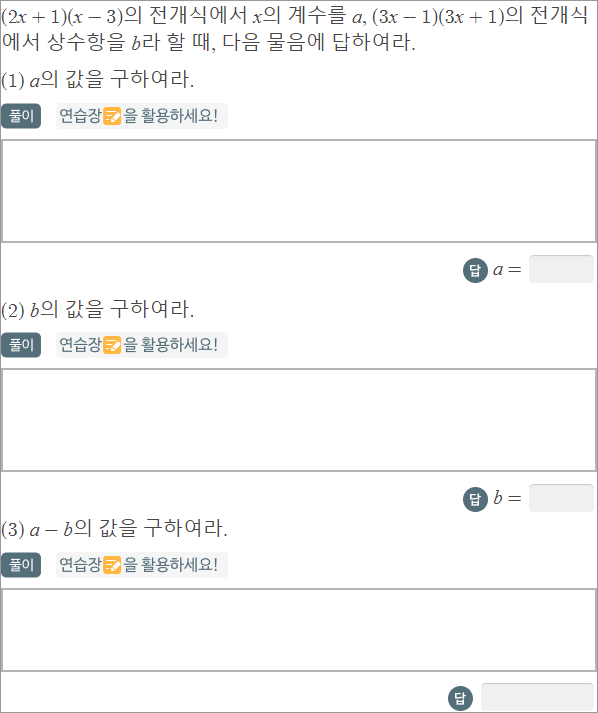 (2x + 1)(x − 3)의 전개식에서 x의 계수를 a, (3x − 1)(3x + 1)의 전개식
에서 상수항을 b라 할 때, 다음 물음에 답하여라.
(1) a의 값을 구하여라.
풀이 연습장을 활용하세요!
답 a =
(2) b의 값을 구하여라.
풀이 연습장을 활용하세요!
답 b =
(3) a − b의 값을 구하여라.
풀이 연습장을 활용하세요!
답